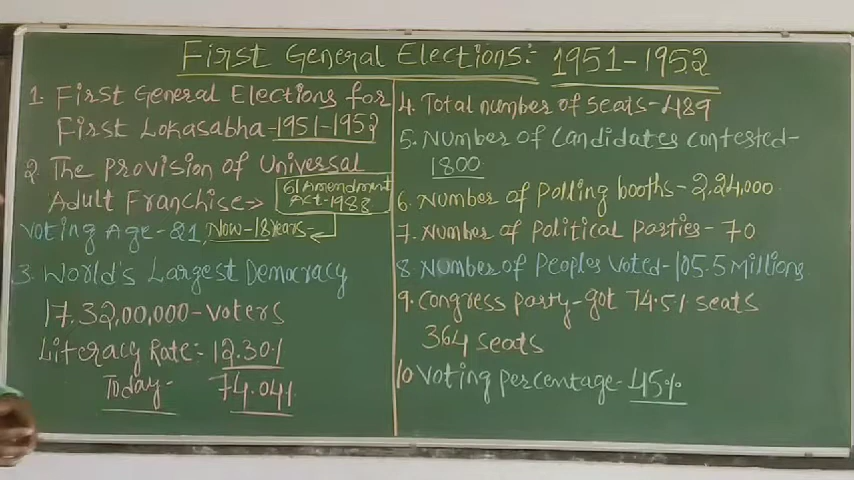 First General Elections:- 1951-1952
1. First General Elections for
First Lokasabha-1951-1952
2. The provision of Universal
Adult Franchise->
61 Amendment
Act-1988
Voting Age-21, Now-18 Years-
3. World's Largest Democracy
17,32,00,000-voters
Literacy Rate:- 12.30%
Today- 74.04%
4. Total number of seats-489
5. Number of candidates contested-
1800
6. Number of polling booths-2,24,000
7. Number of Political Parties-70
8. Number of Peoples Voted-105.5 Millions
9. Congress party-got 74.5% seats
364 seats
10 Voting percentage-45%